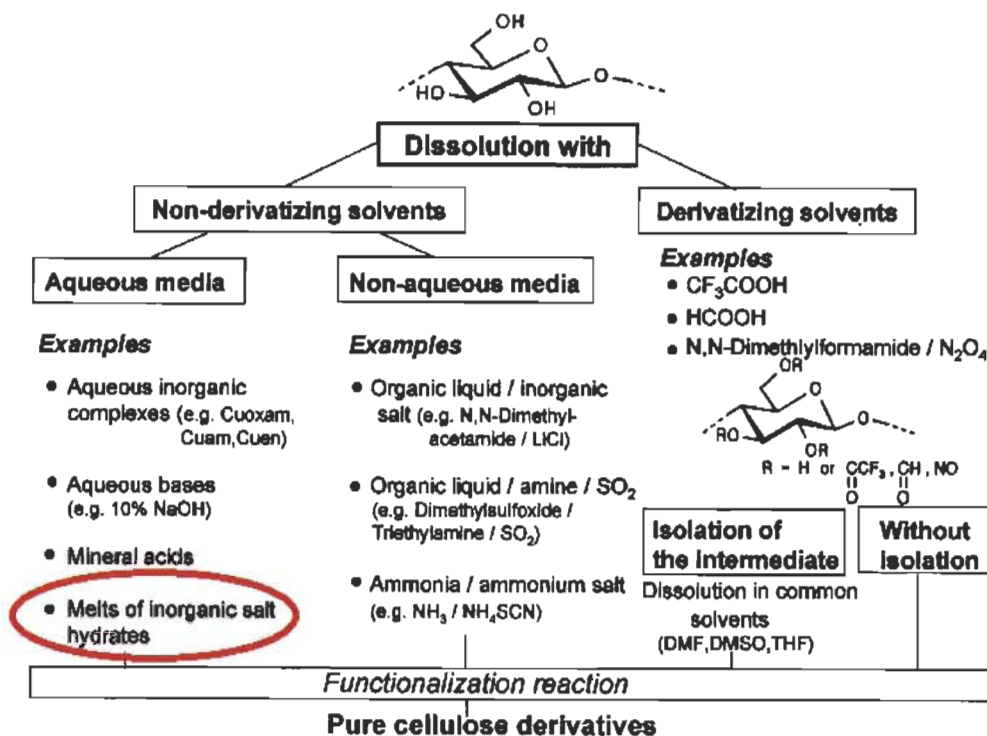 OH
O
O
HO
OH
Dissolution with
Non-derivatizing solvents
Derivatizing solvents
Aqueous media
Non-aqueous media
Examples
• Aqueous inorganic
complexes (e.g. Cuoxam,
Cuam,Cuen)
• Aqueous bases
(e.g. 10% NaOH)
• Mineral acids
• Melts of inorganic salt
hydrates
Examples
• Organic liquid / inorganic
salt (e.g. N,N-Dimethyl-
acetamide / LiCl)
• Organic liquid / amine / SO₂
(e.g. Dimethylsulfoxide /
Triethylamine / SO₂)
• Ammonia / ammonium salt
(e.g. NH₃ / NH₄SCN)
Examples
• CF₃COOH
• HCOOH
• N,N-Dimethlylformamide / N₂O₄
OR
O
O
RO
OR
R = H or CCF₃ , CH , NO
O O
Isolation of
the Intermediate
Without
Isolation
Dissolution in common
solvents
(DMF,DMSO,THF)
Functionalization reaction
Pure cellulose derivatives